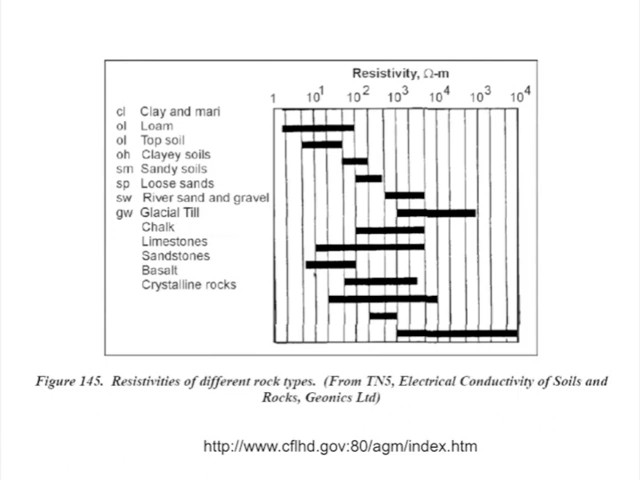 Resistivity, Ω-m
1 10¹ 10² 10³ 10⁴ 10³ 10⁴
cl Clay and mari
ol Loam
ol Top soil
oh Clayey soils
sm Sandy soils
sp Loose sands
sw River sand and gravel
gw Glacial Till
Chalk
Limestones
Sandstones
Basalt
Crystalline rocks
Figure 145. Resistivities of different rock types. (From TN5, Electrical Conductivity of Soils and
Rocks, Geonics Ltd)
http://www.cflhd.gov:80/agm/index.htm